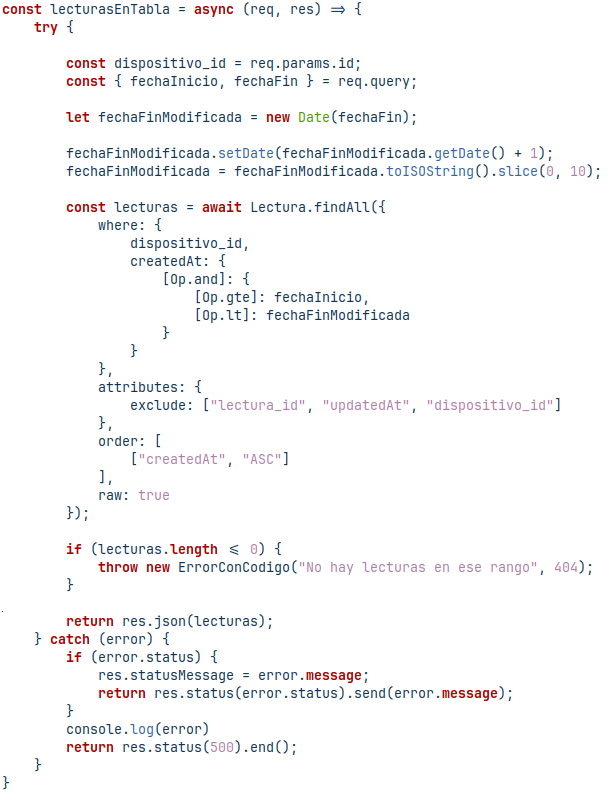 const lecturasEnTabla = async (req, res) => {
    try {

        const dispositivo_id = req.params.id;
        const { fechaInicio, fechaFin } = req.query;

        let fechaFinModificada = new Date(fechaFin);

        fechaFinModificada.setDate(fechaFinModificada.getDate() + 1);
        fechaFinModificada = fechaFinModificada.toISOString().slice(0, 10);

        const lecturas = await Lectura.findAll({
            where: {
                dispositivo_id,
                createdAt: {
                    [Op.and]: {
                        [Op.gte]: fechaInicio,
                        [Op.lt]: fechaFinModificada
                    }
                }
            },
            attributes: {
                exclude: ["lectura_id", "updatedAt", "dispositivo_id"]
            },
            order: [
                ["createdAt", "ASC"]
            ],
            raw: true
        });

        if (lecturas.length <= 0) {
            throw new ErrorConCodigo("No hay lecturas en ese rango", 404);
        }

        return res.json(lecturas);
    } catch (error) {
        if (error.status) {
            res.statusMessage = error.message;
            return res.status(error.status).send(error.message);
        }
        console.log(error)
        return res.status(500).end();
    }
}